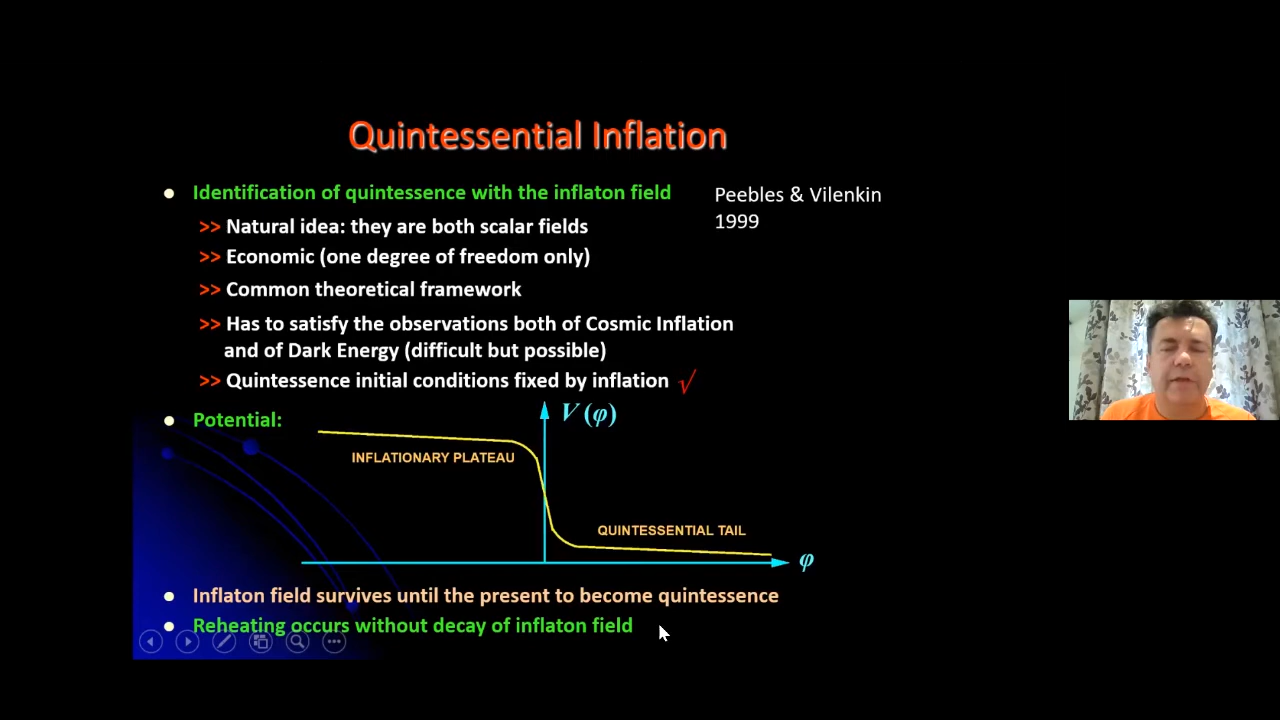 Quintessential Inflation
● Identification of quintessence with the inflaton field
Peebles & Vilenkin
1999
>> Natural idea: they are both scalar fields
>> Economic (one degree of freedom only)
>> Common theoretical framework
>> Has to satisfy the observations both of Cosmic Inflation
and of Dark Energy (difficult but possible)
>> Quintessence initial conditions fixed by inflation √
● Potential:
V (φ)
INFLATIONARY PLATEAU
QUINTESSENTIAL TAIL
φ
● Inflaton field survives until the present to become quintessence
● Reheating occurs without decay of inflaton field